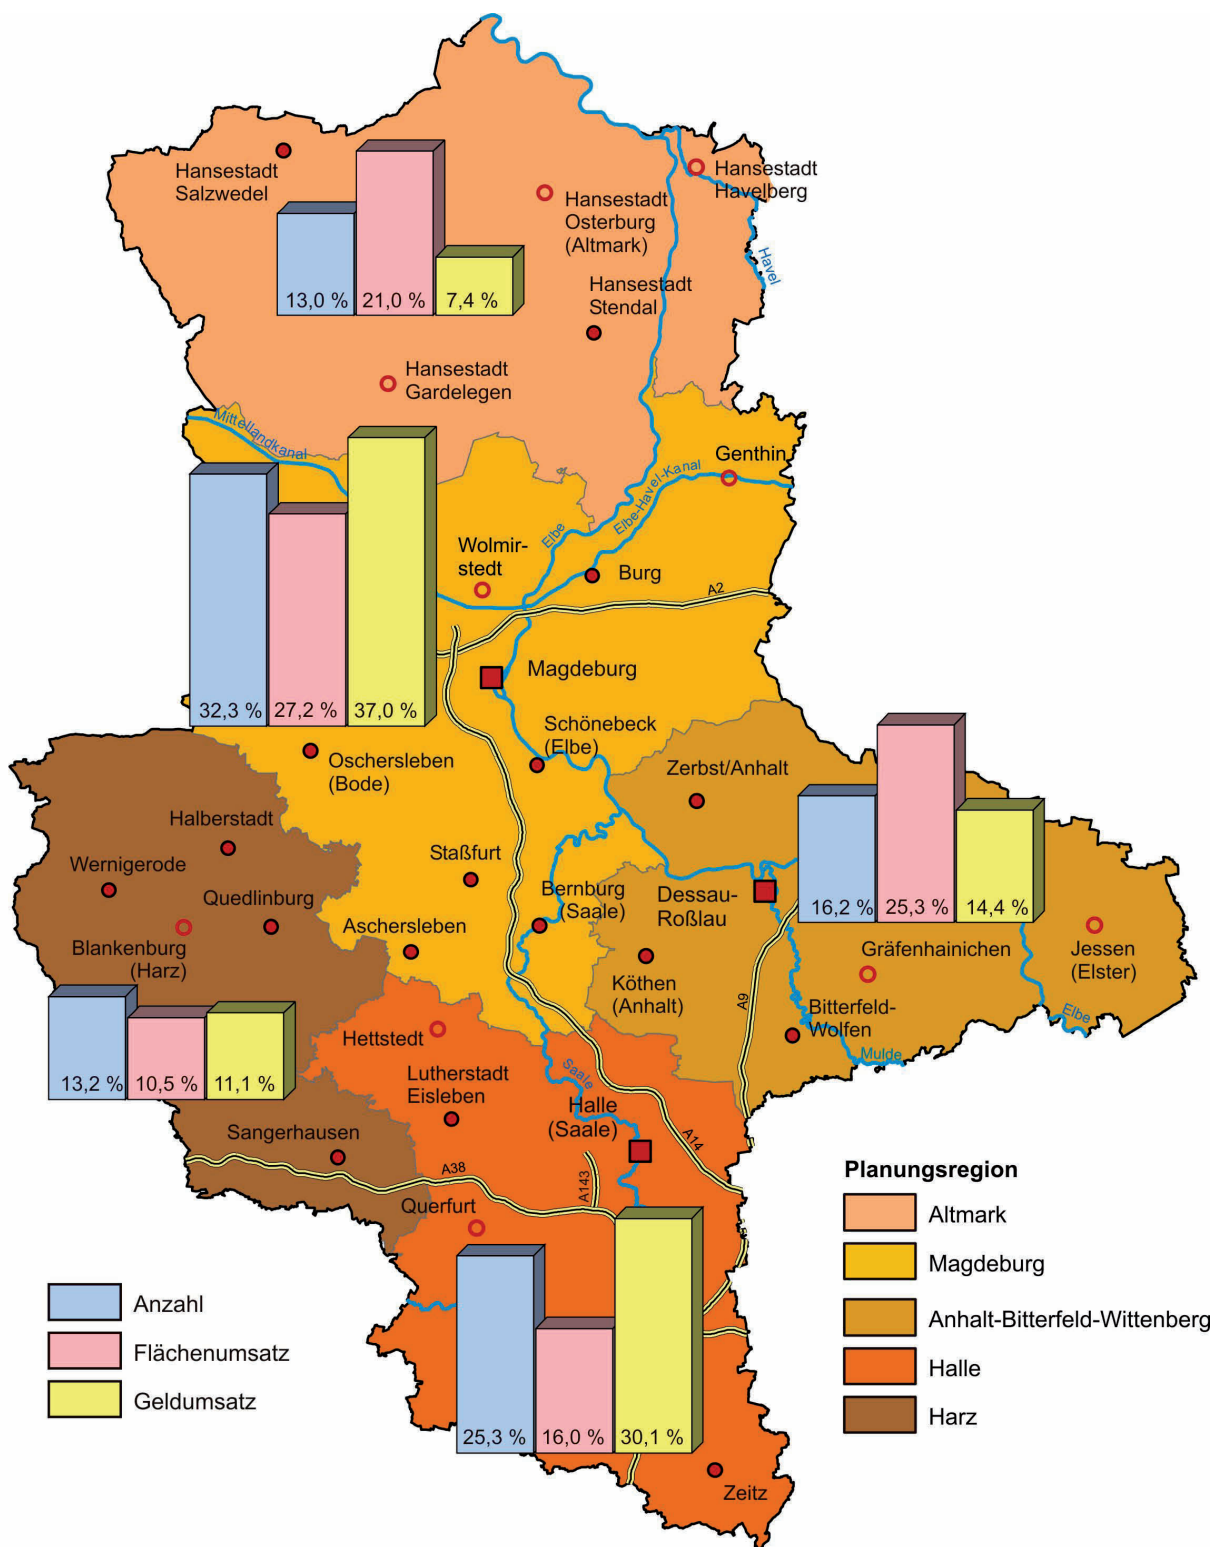 Hansestadt
Salzwedel
Hansestadt
Osterburg
(Altmark)
Hansestadt
Havelberg
Havel
Hansestadt
Stendal
13,0 %
21,0 %
7,4 %
Hansestadt
Gardelegen
Mittellandkanal
Genthin
Elbe-Havel-Kanal
Elbe
Wolmir-
stedt
Burg
A2
Magdeburg
32,3 %
27,2 %
37,0 %
Schönebeck
(Elbe)
Oschersleben
(Bode)
Zerbst/Anhalt
Halberstadt
Wernigerode
Quedlinburg
Blankenburg
(Harz)
Staßfurt
Aschersleben
Bernburg
(Saale)
Dessau-
Roßlau
16,2 %
25,3 %
14,4 %
Köthen
(Anhalt)
Gräfenhainichen
Jessen
(Elster)
A9
Bitterfeld-
Wolfen
Mulde
Elbe
13,2 %
10,5 %
11,1 %
Hettstedt
Lutherstadt
Eisleben
Saale
Halle
(Saale)
A14
Sangerhausen
A38
A143
Querfurt
25,3 %
16,0 %
30,1 %
Zeitz
Anzahl
Flächenumsatz
Geldumsatz
Planungsregion
Altmark
Magdeburg
Anhalt-Bitterfeld-Wittenberg
Halle
Harz